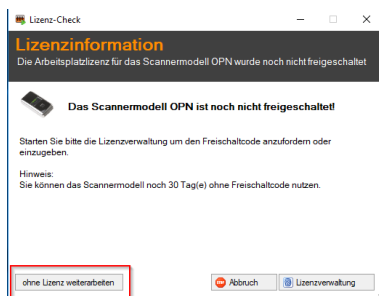 Lizenz-Check
Lizenzinformation
Die Arbeitsplatzlizenz für das Scannermodell OPN wurde noch nicht freigeschaltet
Das Scannermodell OPN ist noch nicht freigeschaltet!
Starten Sie bitte die Lizenzverwaltung um den Freischaltcode anzufordern oder
einzugeben.
Hinweis:
Sie können das Scannermodell noch 30 Tag(e) ohne Freischaltcode nutzen.
ohne Lizenz weiterarbeiten
Abbruch
Lizenzverwaltung